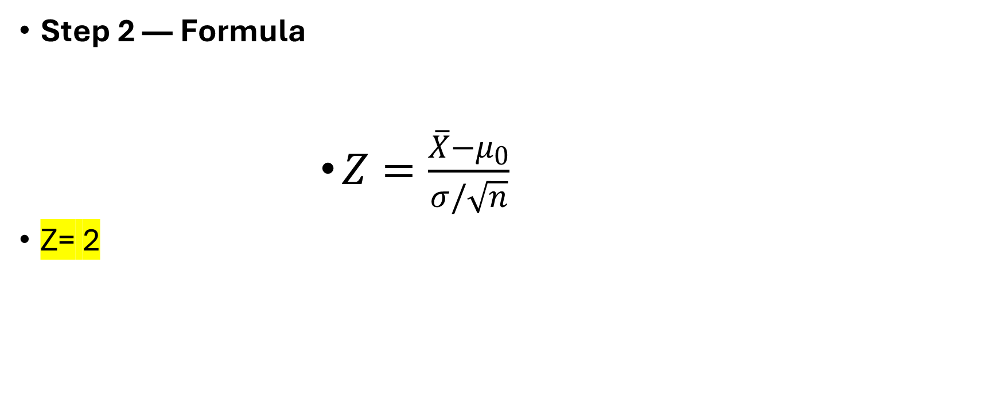 • Step 2 — Formula
• Z = (X̄−μ₀)/(σ/√n)
• Z= 2